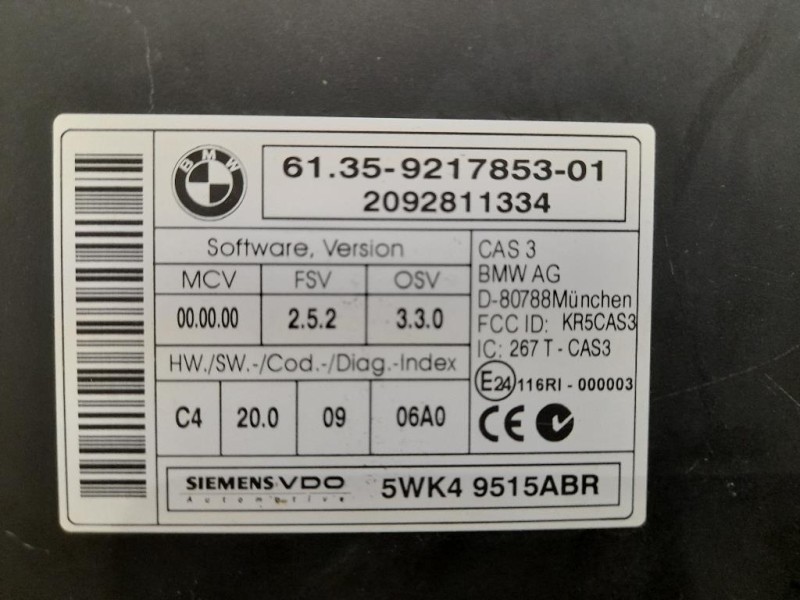 BMW
61.35-9217853-01
2092811334
Software, Version
MCV FSV OSV
00.00.00 2.5.2 3.3.0
HW./SW.-/Cod.-/Diag.-Index
C4 20.0 09 06A0
CAS 3
BMW AG
D-80788München
FCC ID: KR5CAS3
IC: 267 T - CAS3
E24 116RI - 000003
CE
SIEMENS VDO
Automotive
5WK4 9515ABR